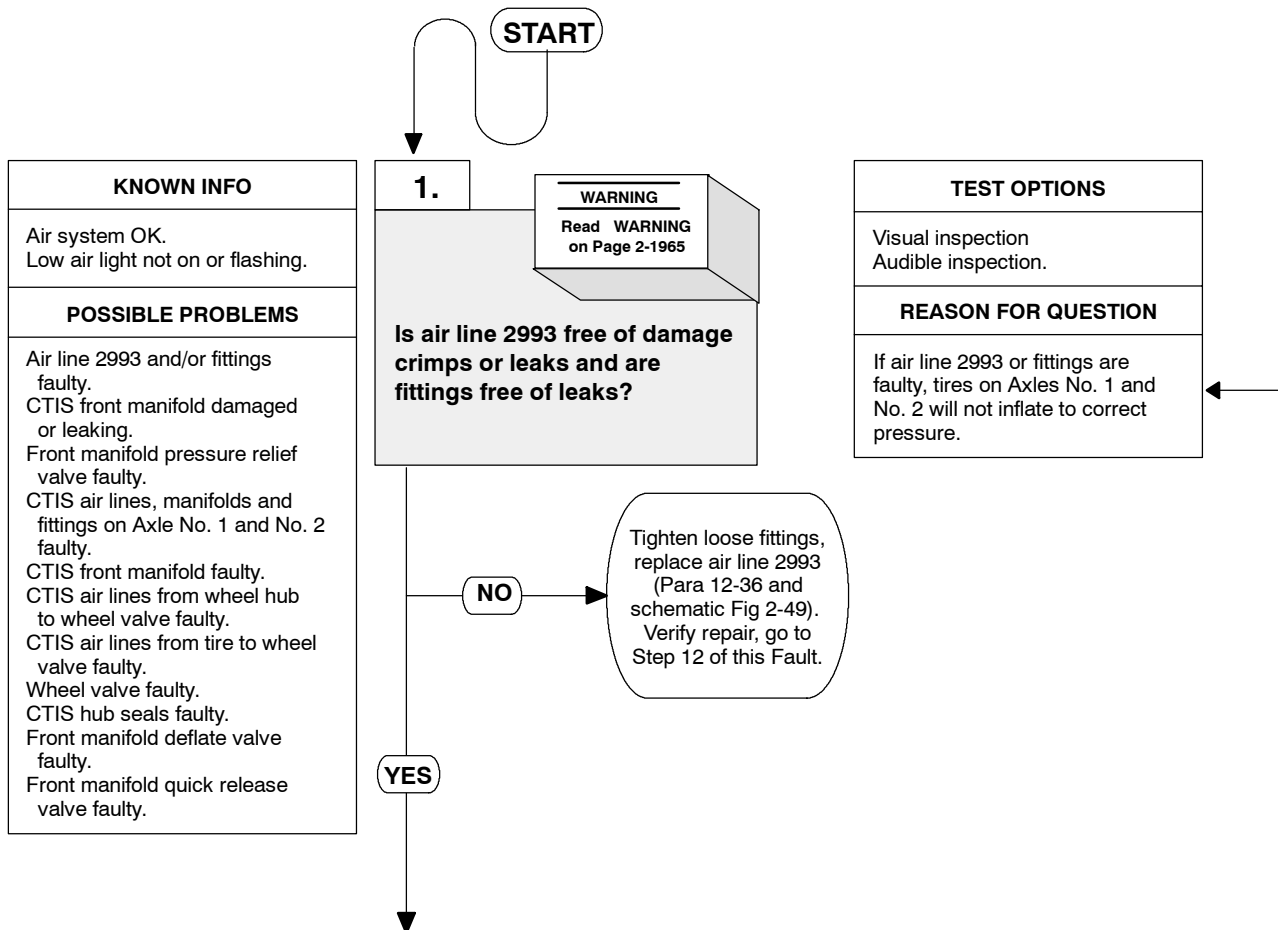 START
KNOWN INFO
Air system OK.
Low air light not on or flashing.
POSSIBLE PROBLEMS
Air line 2993 and/or fittings
faulty.
CTIS front manifold damaged
or leaking.
Front manifold pressure relief
valve faulty.
CTIS air lines, manifolds and
fittings on Axle No. 1 and No. 2
faulty.
CTIS front manifold faulty.
CTIS air lines from wheel hub
to wheel valve faulty.
CTIS air lines from tire to wheel
valve faulty.
Wheel valve faulty.
CTIS hub seals faulty.
Front manifold deflate valve
faulty.
Front manifold quick release
valve faulty.
1.
WARNING
Read WARNING
on Page 2-1965
Is air line 2993 free of damage
crimps or leaks and are
fittings free of leaks?
TEST OPTIONS
Visual inspection
Audible inspection.
REASON FOR QUESTION
If air line 2993 or fittings are
faulty, tires on Axles No. 1 and
No. 2 will not inflate to correct
pressure.
NO
Tighten loose fittings,
replace air line 2993
(Para 12-36 and
schematic Fig 2-49).
Verify repair, go to
Step 12 of this Fault.
YES